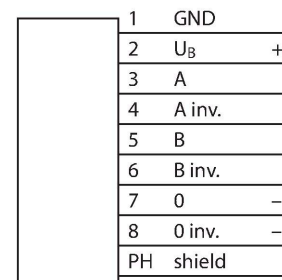 1 GND
2 U_B +
3 A
4 A inv.
5 B
6 B inv.
7 0 –
8 0 inv. –
PH shield